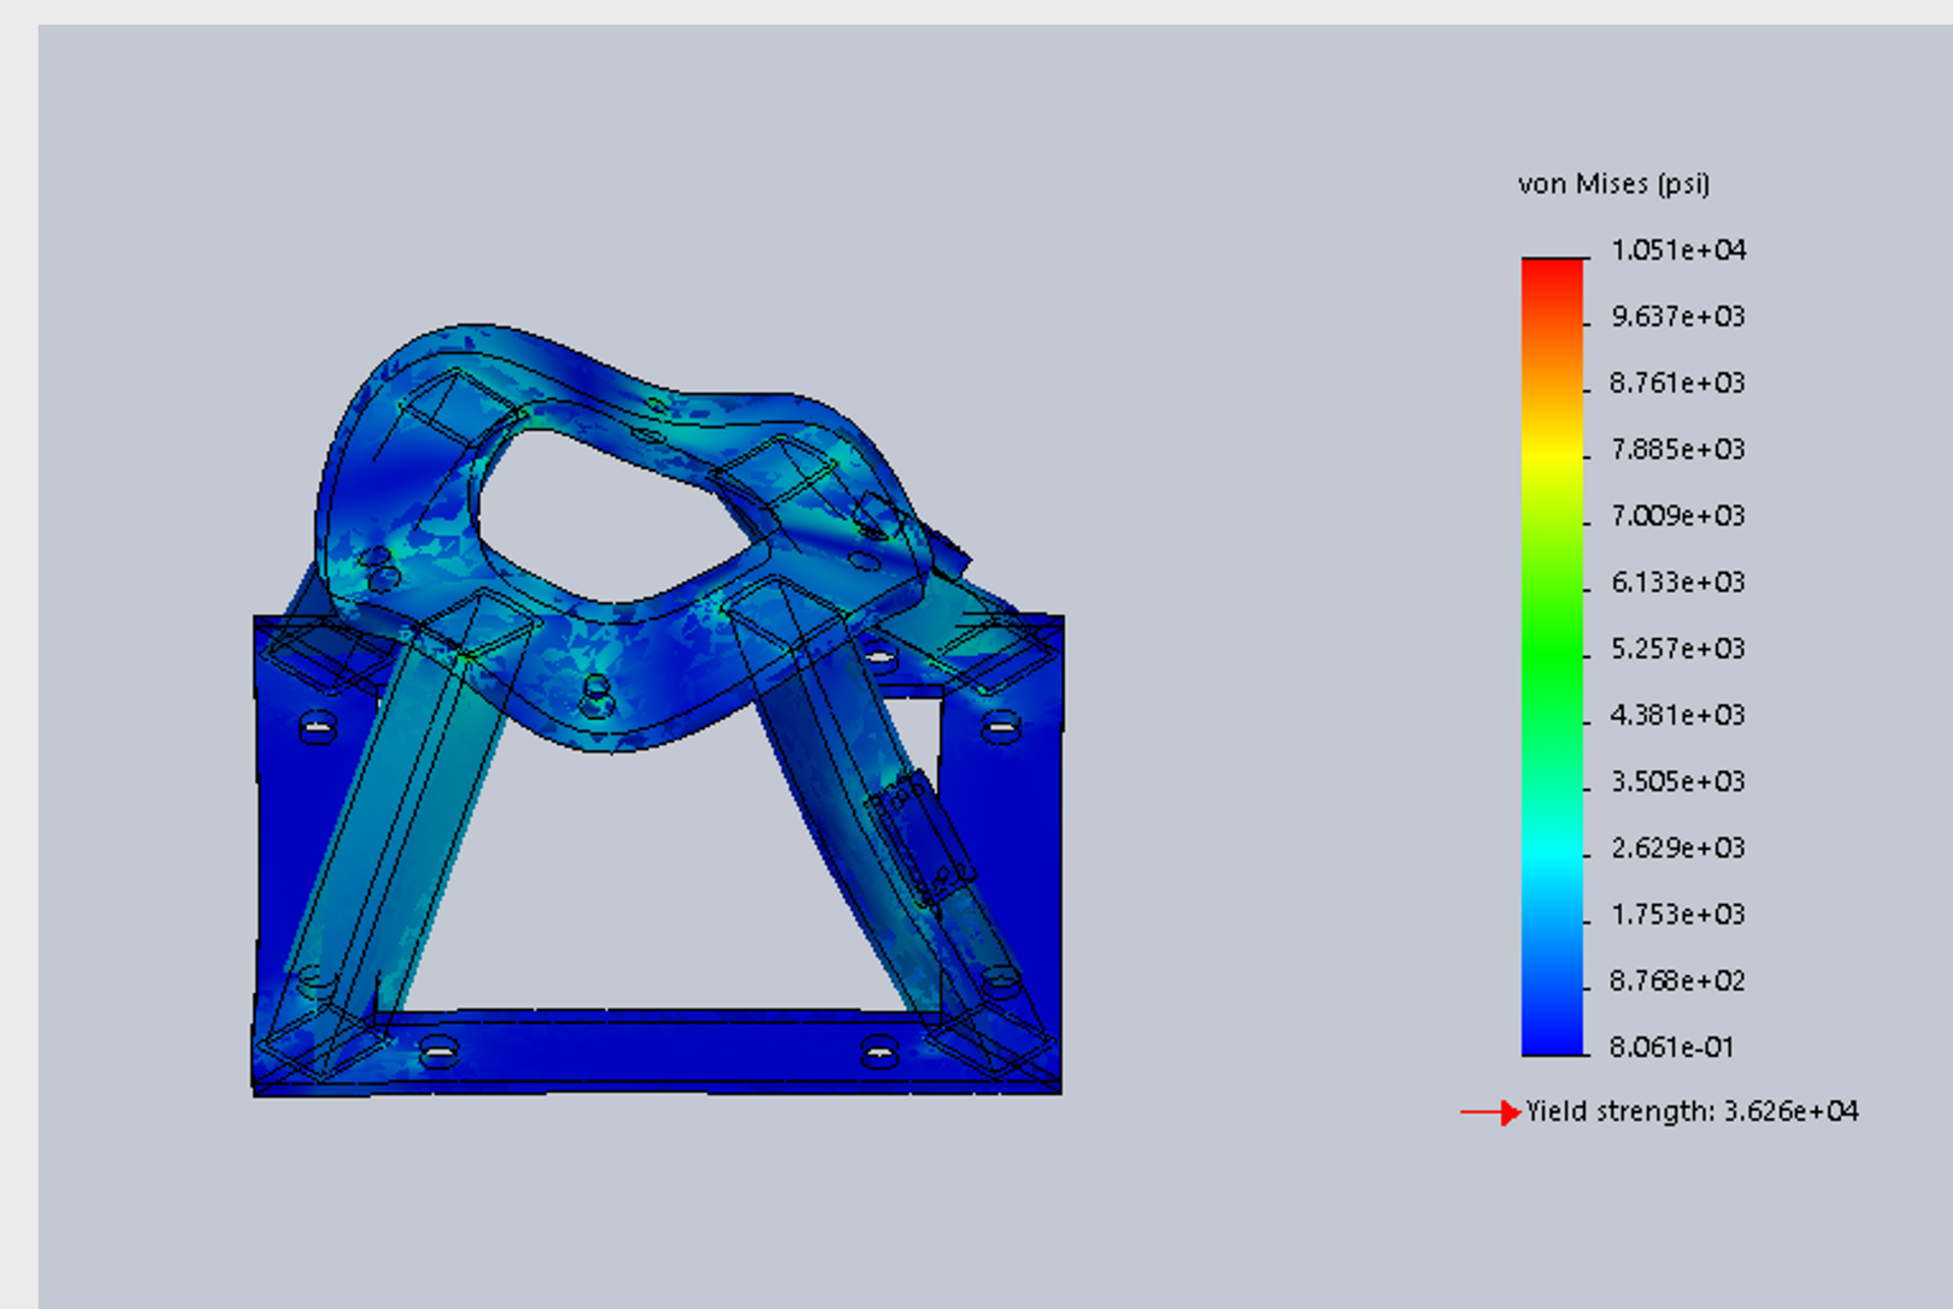 von Mises (psi)
1.051e+04
9.637e+03
8.761e+03
7.885e+03
7.009e+03
6.133e+03
5.257e+03
4.381e+03
3.505e+03
2.629e+03
1.753e+03
8.768e+02
8.061e-01
Yield strength: 3.626e+04